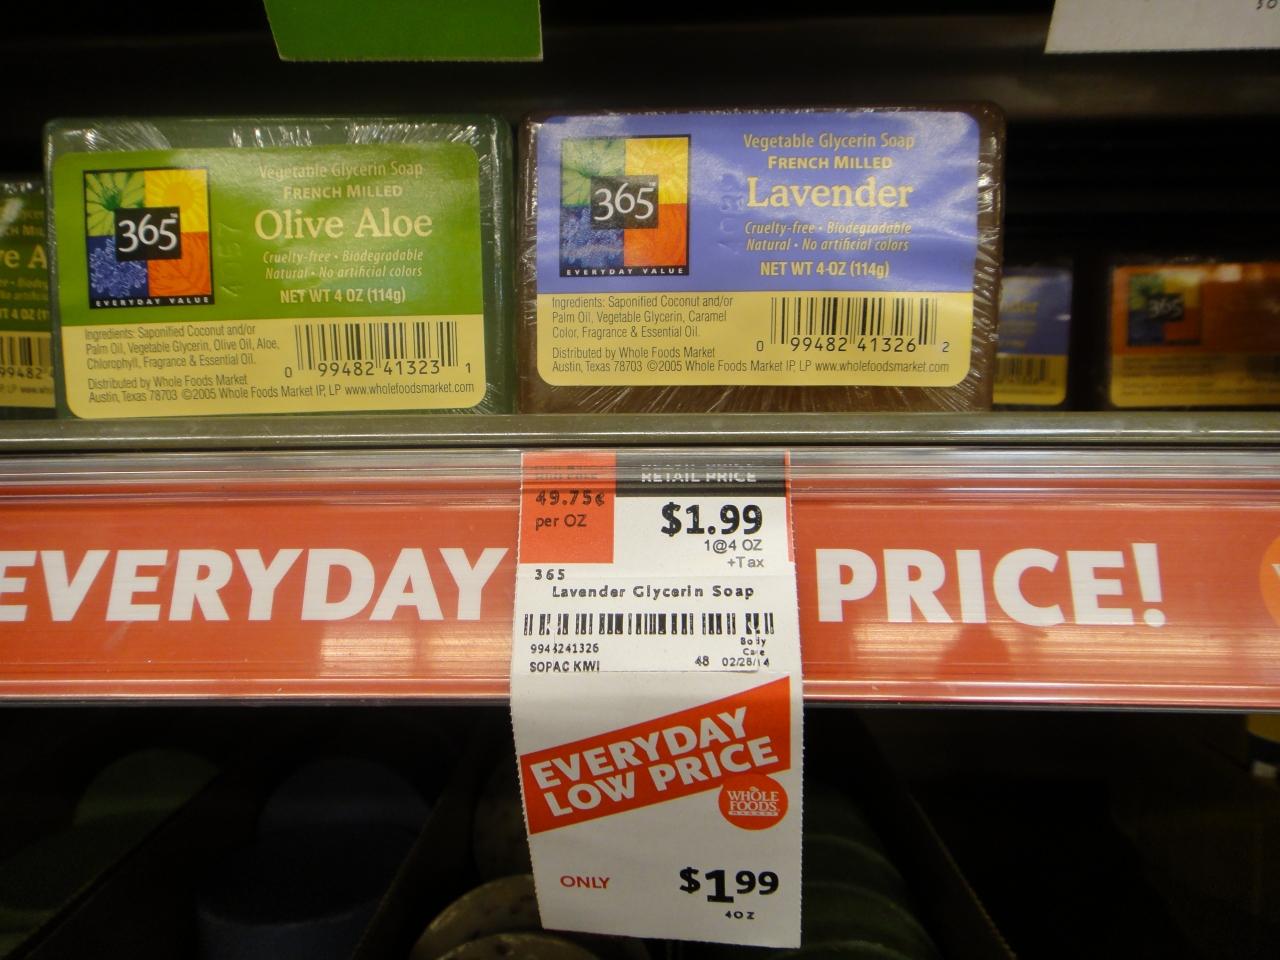 Vegetable Glycerin Soap
FRENCH MILLED
Olive Aloe
Cruelty-free • Biodegradable
Natural • No artificial colors
NET WT 4 OZ (114g)
365™
EVERYDAY VALUE
Ingredients: Saponified Coconut and/or
Palm Oil, Vegetable Glycerin, Olive Oil, Aloe,
Chlorophyll, Fragrance & Essential Oil.
Distributed by Whole Foods Market
Austin, Texas 78703 ©2005 Whole Foods Market IP, LP www.wholefoodsmarket.com
0 99482 41323 1
Vegetable Glycerin Soap
FRENCH MILLED
Lavender
Cruelty-free • Biodegradable
Natural • No artificial colors
NET WT 4 OZ (114g)
365™
EVERYDAY VALUE
Ingredients: Saponified Coconut and/or
Palm Oil, Vegetable Glycerin, Caramel
Color, Fragrance & Essential Oil.
Distributed by Whole Foods Market
Austin, Texas 78703 ©2005 Whole Foods Market IP, LP www.wholefoodsmarket.com
0 99482 41326 2
365
RETAIL PRICE
49.75¢
per OZ
$1.99
1@4 OZ
+Tax
365
Lavender Glycerin Soap
9948241326
Body
Care
SOPAC KWI 48 02/28/14
EVERYDAY PRICE!
EVERYDAY
LOW PRICE
WHOLE
FOODS
MARKET
ONLY $1.99
4OZ